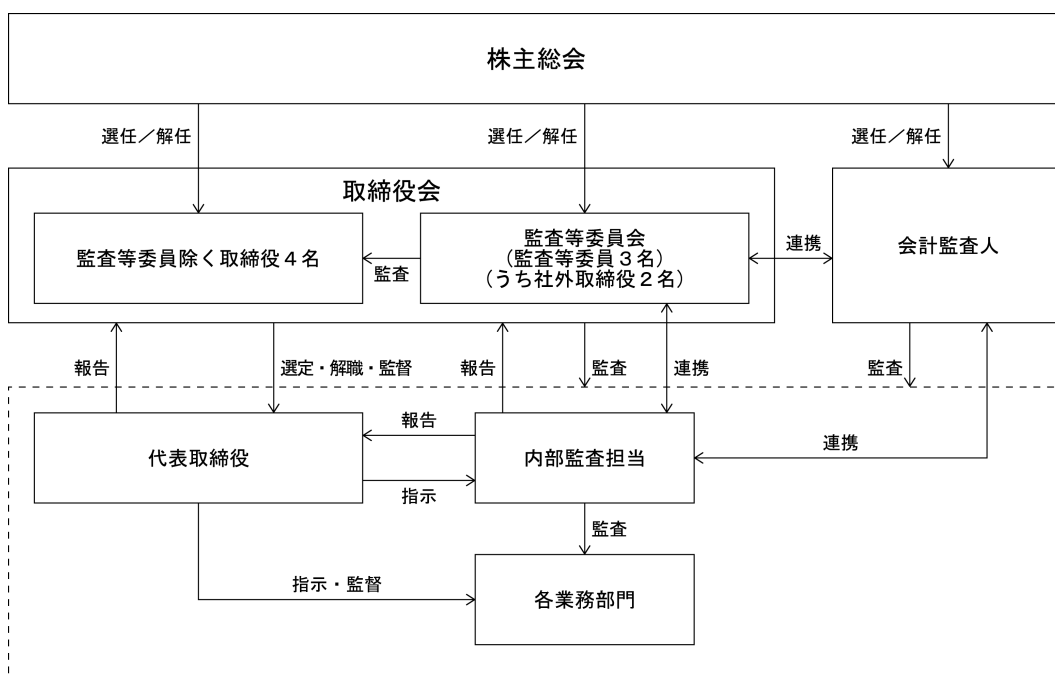 株主総会
選任／解任
選任／解任
選任／解任
取締役会
監査等委員除く取締役４名
監査
監査等委員会
（監査等委員３名）
（うち社外取締役２名）
連携
会計監査人
報告
選定・解職・監督
報告
監査
連携
監査
代表取締役
報告
指示
内部監査担当
連携
監査
指示・監督
各業務部門